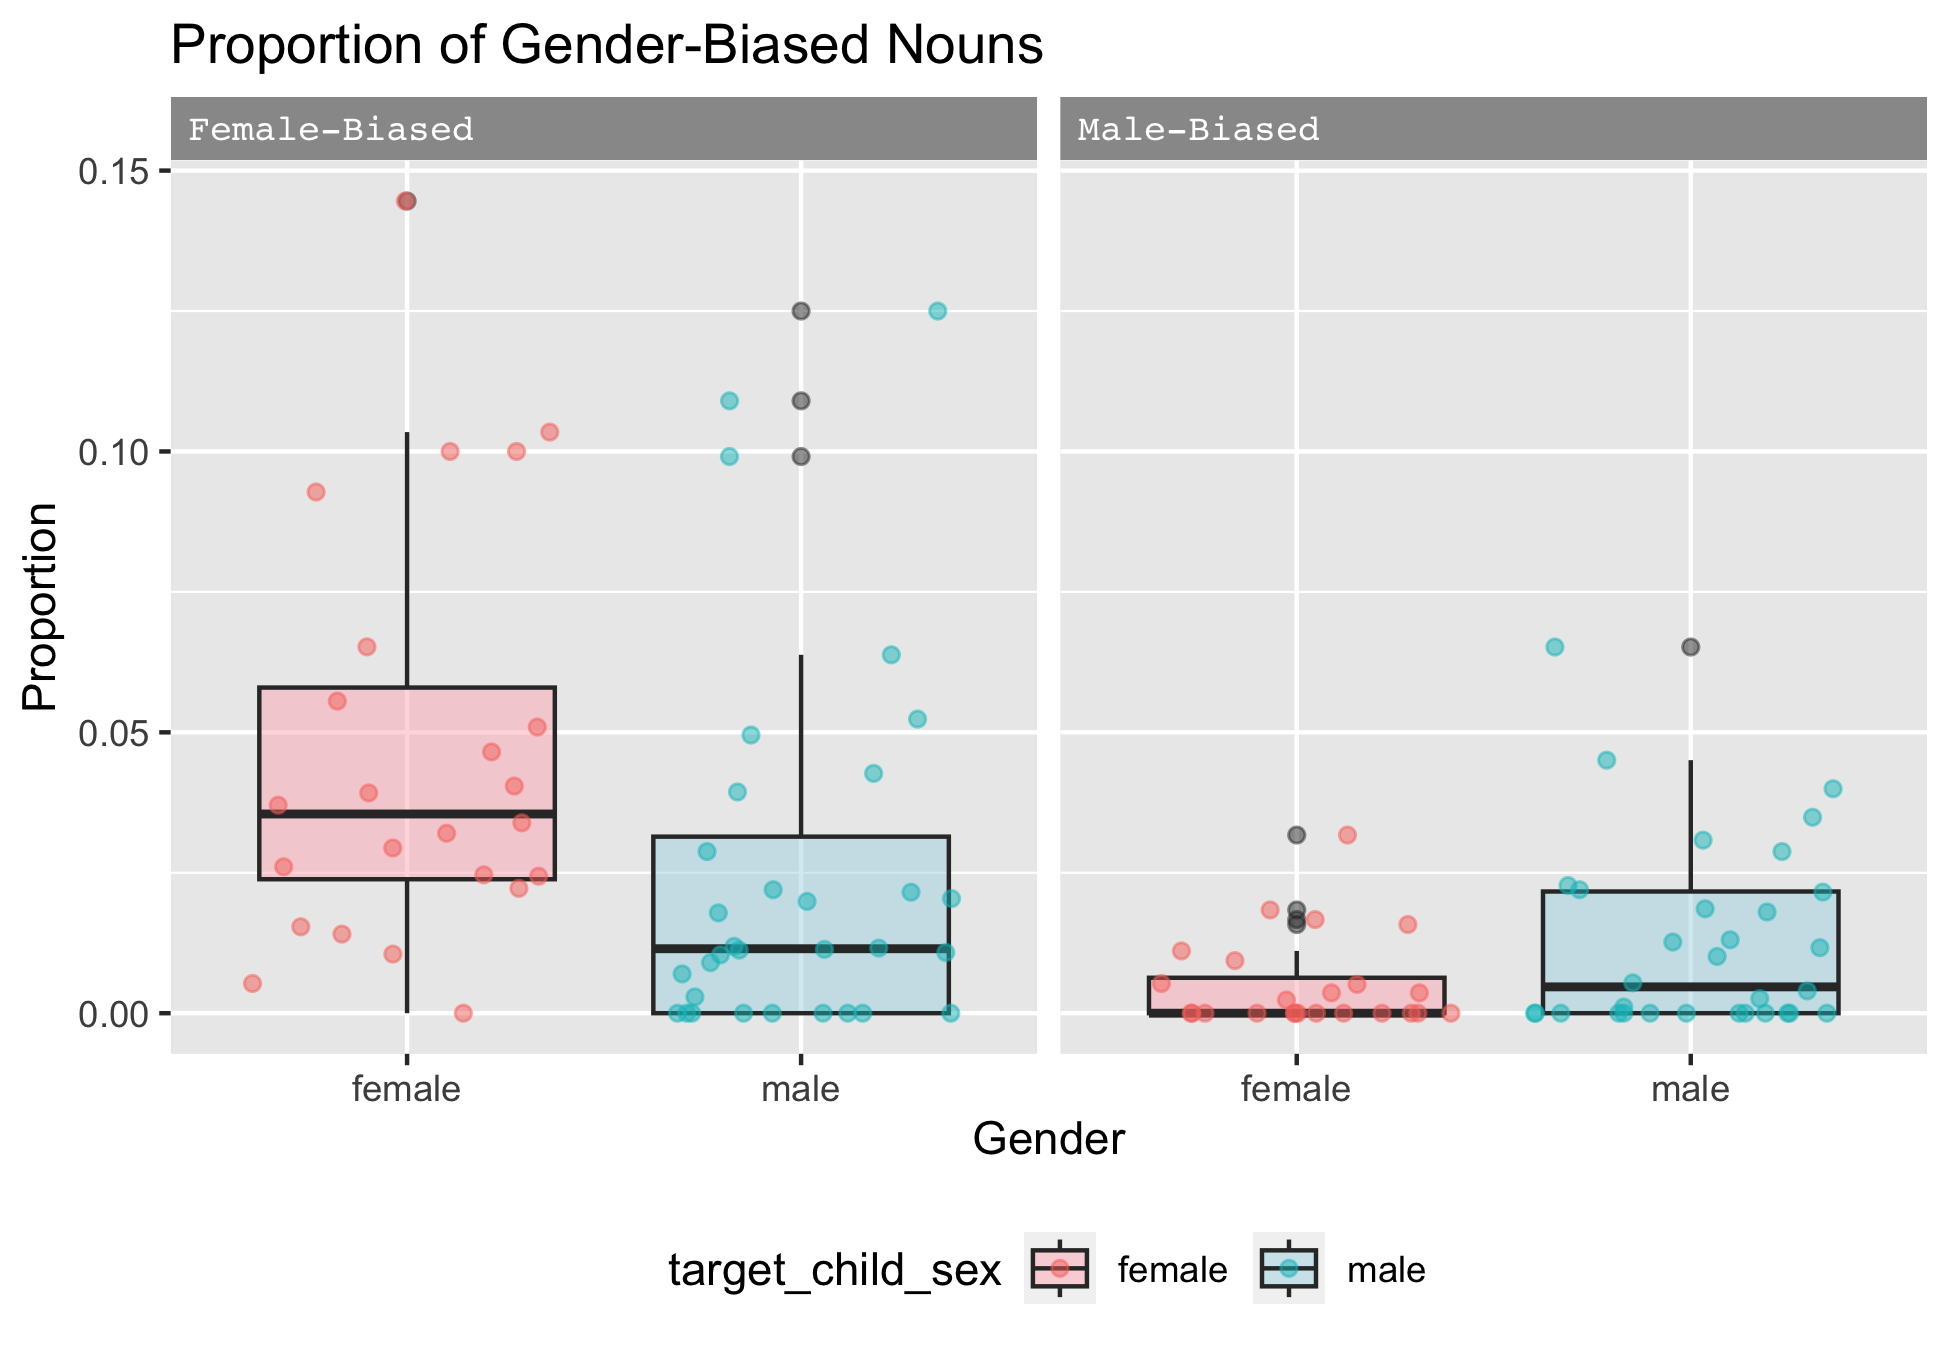 Proportion of Gender-Biased Nouns
Female-Biased
Male-Biased
0.15
0.10
0.05
0.00
Proportion
female
male
female
male
Gender
target_child_sex female male